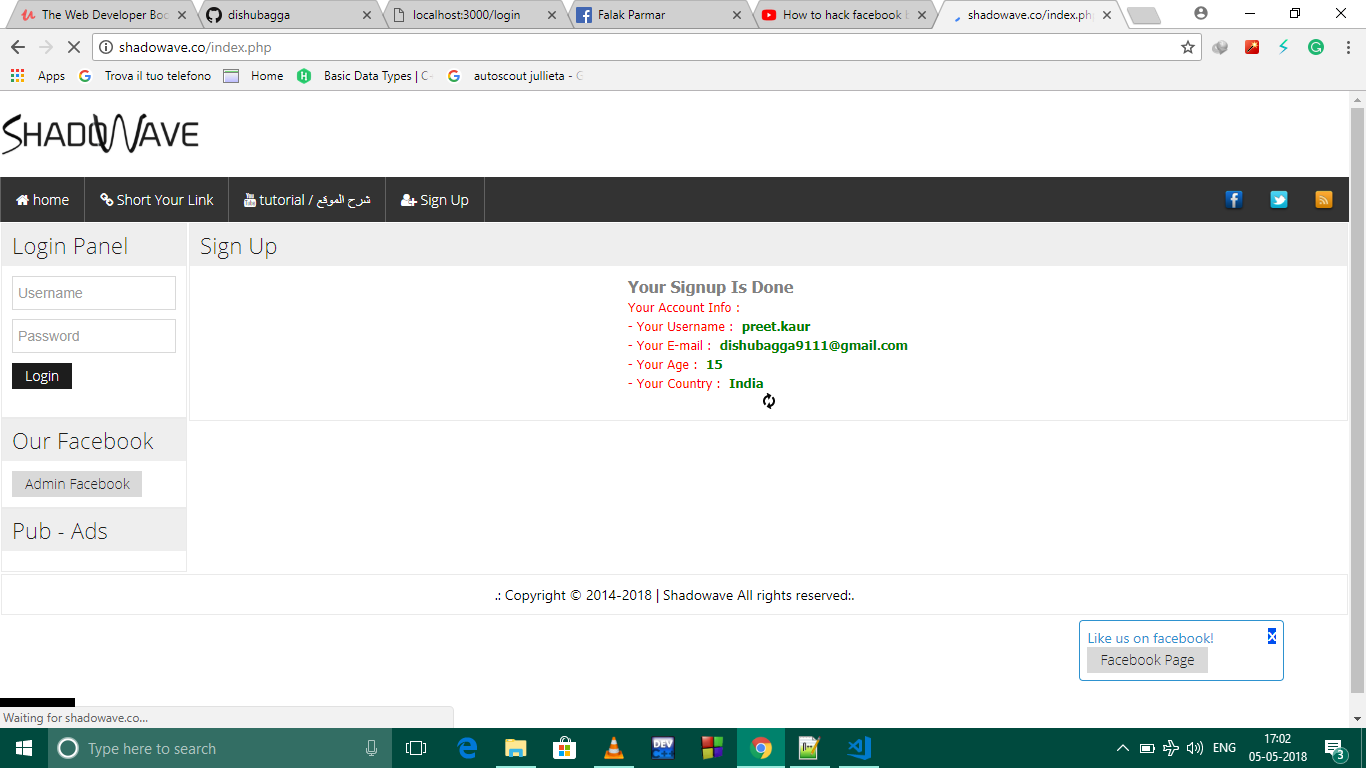 The Web Developer Boo
dishubagga
localhost:3000/login
Falak Parmar
How to hack facebook
shadowave.co/index.ph
shadowave.co/index.php
Apps
Trova il tuo telefono
Home
Basic Data Types | C
autoscout jullieta - G
SHADOWAVE
home
Short Your Link
tutorial / شرح الموقع
Sign Up
Login Panel
Username
Password
Login
Our Facebook
Admin Facebook
Pub - Ads
Sign Up
Your Signup Is Done
Your Account Info :
- Your Username : preet.kaur
- Your E-mail : dishubagga9111@gmail.com
- Your Age : 15
- Your Country : India
.: Copyright © 2014-2018 | Shadowave All rights reserved:.
Like us on facebook!
x
Facebook Page
Waiting for shadowave.co...
Type here to search
DEV
ENG
17:02
05-05-2018
3